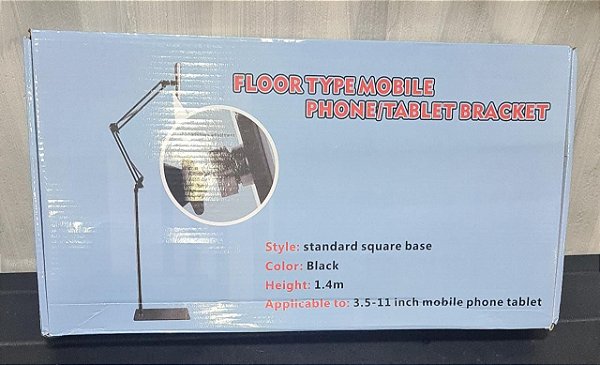 FLOOR TYPE MOBILE
PHONE/TABLET BRACKET
Style: standard square base
Color: Black
Height: 1.4m
Appiicable to: 3.5-11 inch mobile phone tablet